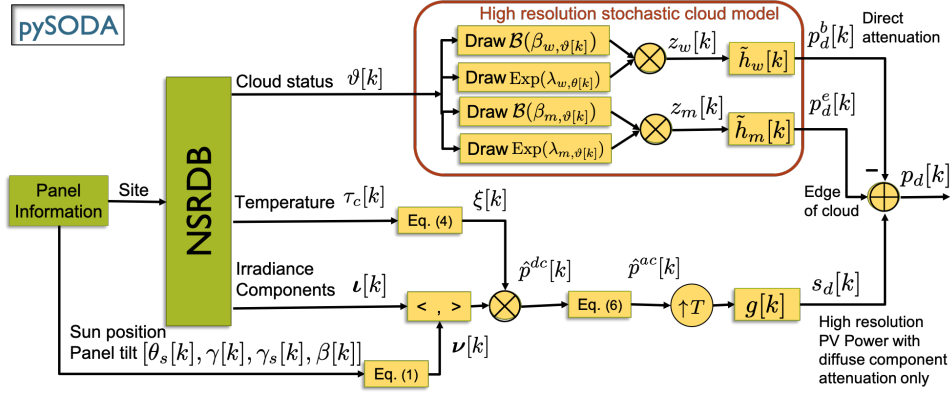 pySODA
High resolution stochastic cloud model
Direct
attenuation
Draw ℬ(β_{w,ϑ[k]})
z_w[k]
p_d^b[k]
h̃_w[k]
Cloud status ϑ[k]
Draw Exp(λ_{w,θ[k]})
Draw ℬ(β_{m,ϑ[k]})
z_m[k]
p_d^e[k]
h̃_m[k]
Draw Exp(λ_{m,ϑ[k]})
Panel
Information
Site
NSRDB
Edge
of cloud
−
p_d[k]
Temperature τ_c[k]
Eq. (4)
ξ[k]
Irradiance
Components ι[k]
< , >
p̂^{dc}[k]
Eq. (6)
p̂^{ac}[k]
↑T
g[k]
s_d[k]
Sun position
Panel tilt [θ_s[k], γ[k], γ_s[k], β[k]]
Eq. (1)
ν[k]
High resolution
PV Power with
diffuse component
attenuation only